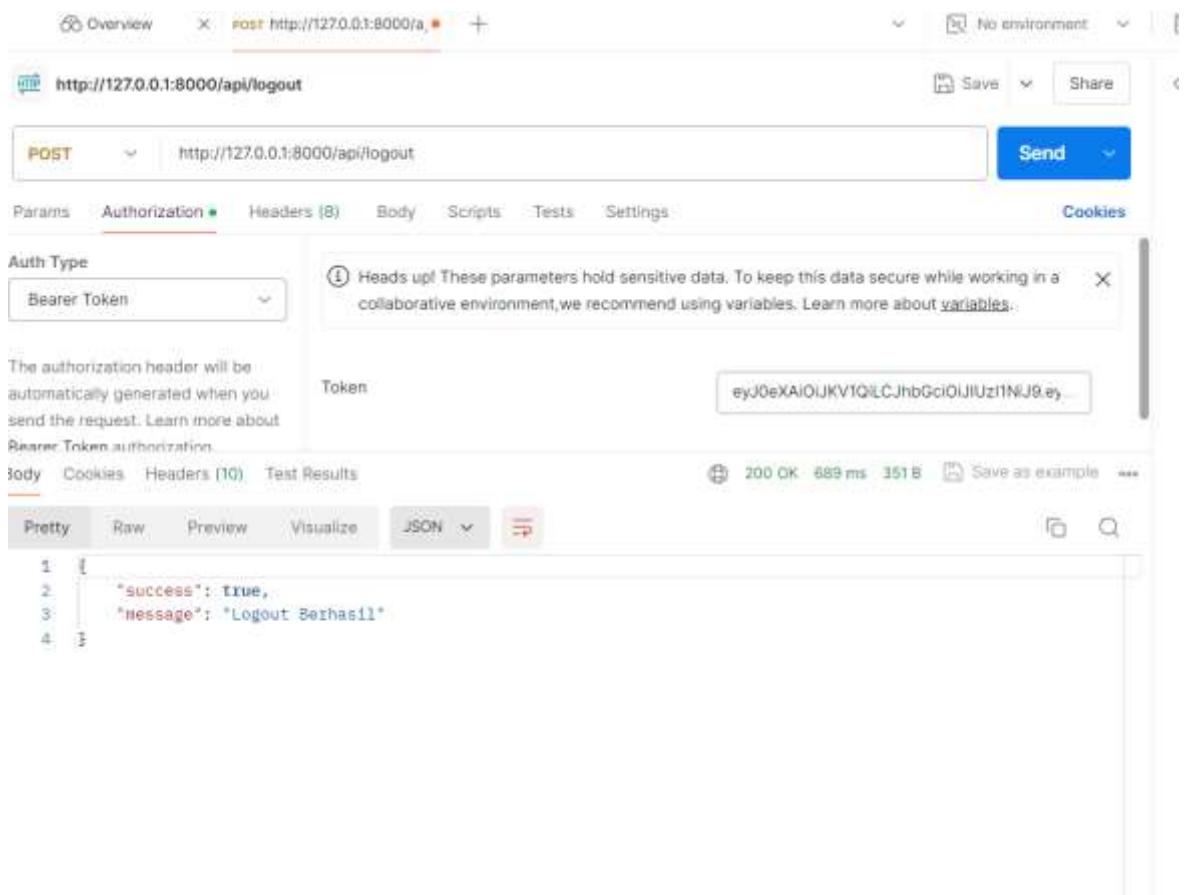 Overview × POST http://127.0.0.1:8000/a + No environment
HTTP http://127.0.0.1:8000/api/logout Save Share
POST http://127.0.0.1:8000/api/logout Send
Params Authorization Headers (8) Body Scripts Tests Settings Cookies
Auth Type
Bearer Token
Heads up! These parameters hold sensitive data. To keep this data secure while working in a
collaborative environment, we recommend using variables. Learn more about variables.
The authorization header will be
automatically generated when you
send the request. Learn more about
Bearer Token authorization.
Token
Body Cookies Headers (10) Test Results 200 OK 689 ms 351 B Save as example
Pretty Raw Preview Visualize JSON
1 {
2 "success": true,
3 "message": "Logout Berhasil"
4 }